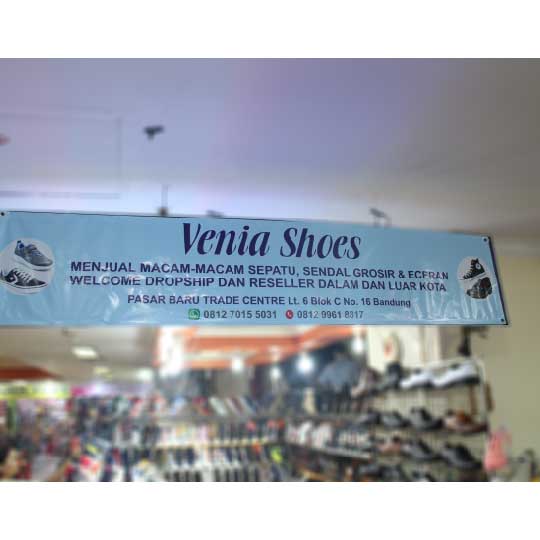 Venia Shoes
MENJUAL MACAM-MACAM SEPATU, SENDAL GROSIR & ECERAN
WELCOME DROPSHIP DAN RESELLER DALAM DAN LUAR KOTA
PASAR BARU TRADE CENTRE Lt. 6 Blok C No. 16 Bandung
0812 7015 5031 0812 9961 8317